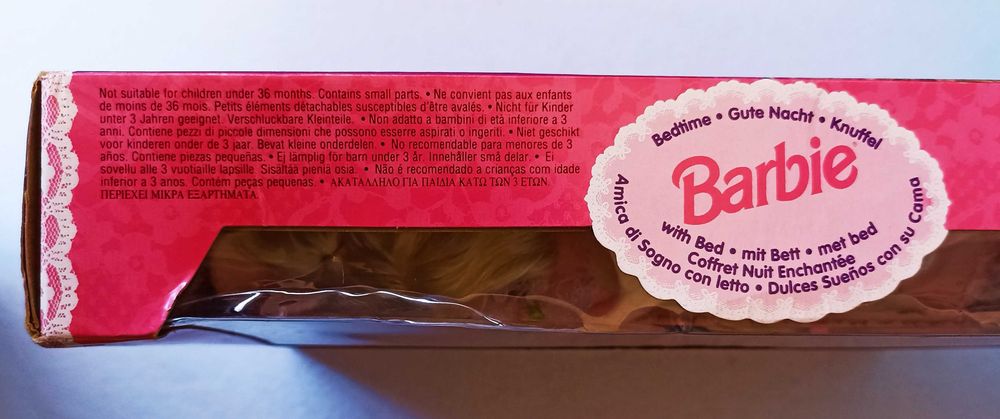 Not suitable for children under 36 months. Contains small parts. • Ne convient pas aux enfants
de moins de 36 mois. Petits éléments détachables susceptibles d'être avalés. • Nicht für Kinder
unter 3 Jahren geeignet. Verschluckbare Kleinteile. • Non adatto a bambini di età inferiore a 3
anni. Contiene pezzi di piccole dimensioni che possono esserre aspirati o ingeriti. • Niet geschikt
voor kinderen onder de 3 jaar. Bevat kleine onderdelen. • No recomendable para menores de 3
años. Contiene piezas pequeñas. • Ej lämplig för barn under 3 år. Innehåller små delar. • Ei
sovellu alle 3 vuotiaille lapsille. Sisältää pieniä osia. • Não é recomendado a crianças com idade
inferior a 3 anos. Contém peças pequenas. • ΑΚΑΤΑΛΛΗΛΟ ΓΙΑ ΠΑΙΔΙΑ ΚΑΤΩ ΤΩΝ 3 ΕΤΩΝ.
ΠΕΡΙΕΧΕΙ ΜΙΚΡΑ ΕΞΑΡΤΗΜΑΤΑ.
Bedtime • Gute Nacht • Knuffel
Barbie
with Bed • mit Bett • met bed
Coffret Nuit Enchantée
Amica di Sogno con letto • Dulces Sueños con su Cama